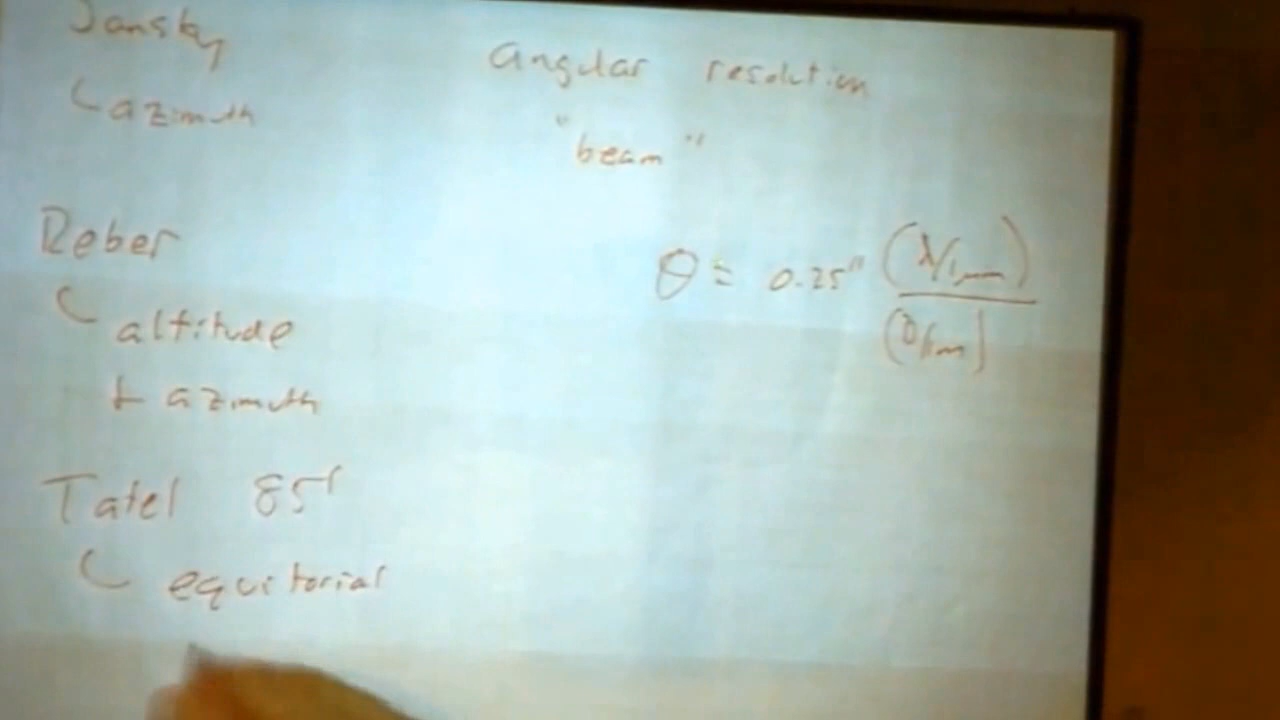 Jansky
azimuth
Reber
altitude
+ azimuth
Tatel 85'
equitorial
angular resolution
"beam"
θ = 0.25" (λ/1μm)
(D/1m)